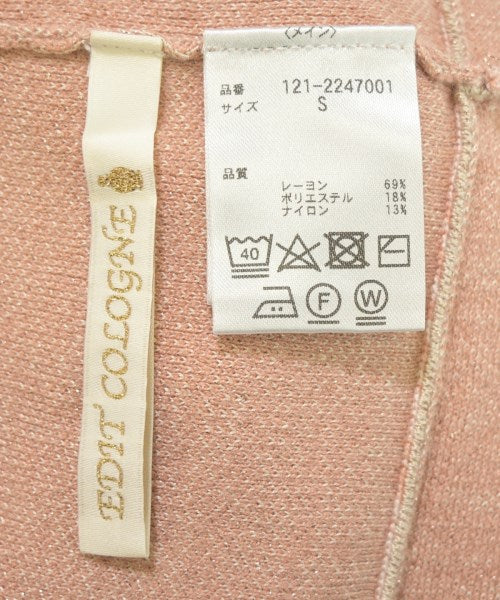 EDIT COLOGNE
〈メイン〉
品番 121-2247001
サイズ S
品質
レーヨン 69%
ポリエステル 18%
ナイロン 13%
40
F W